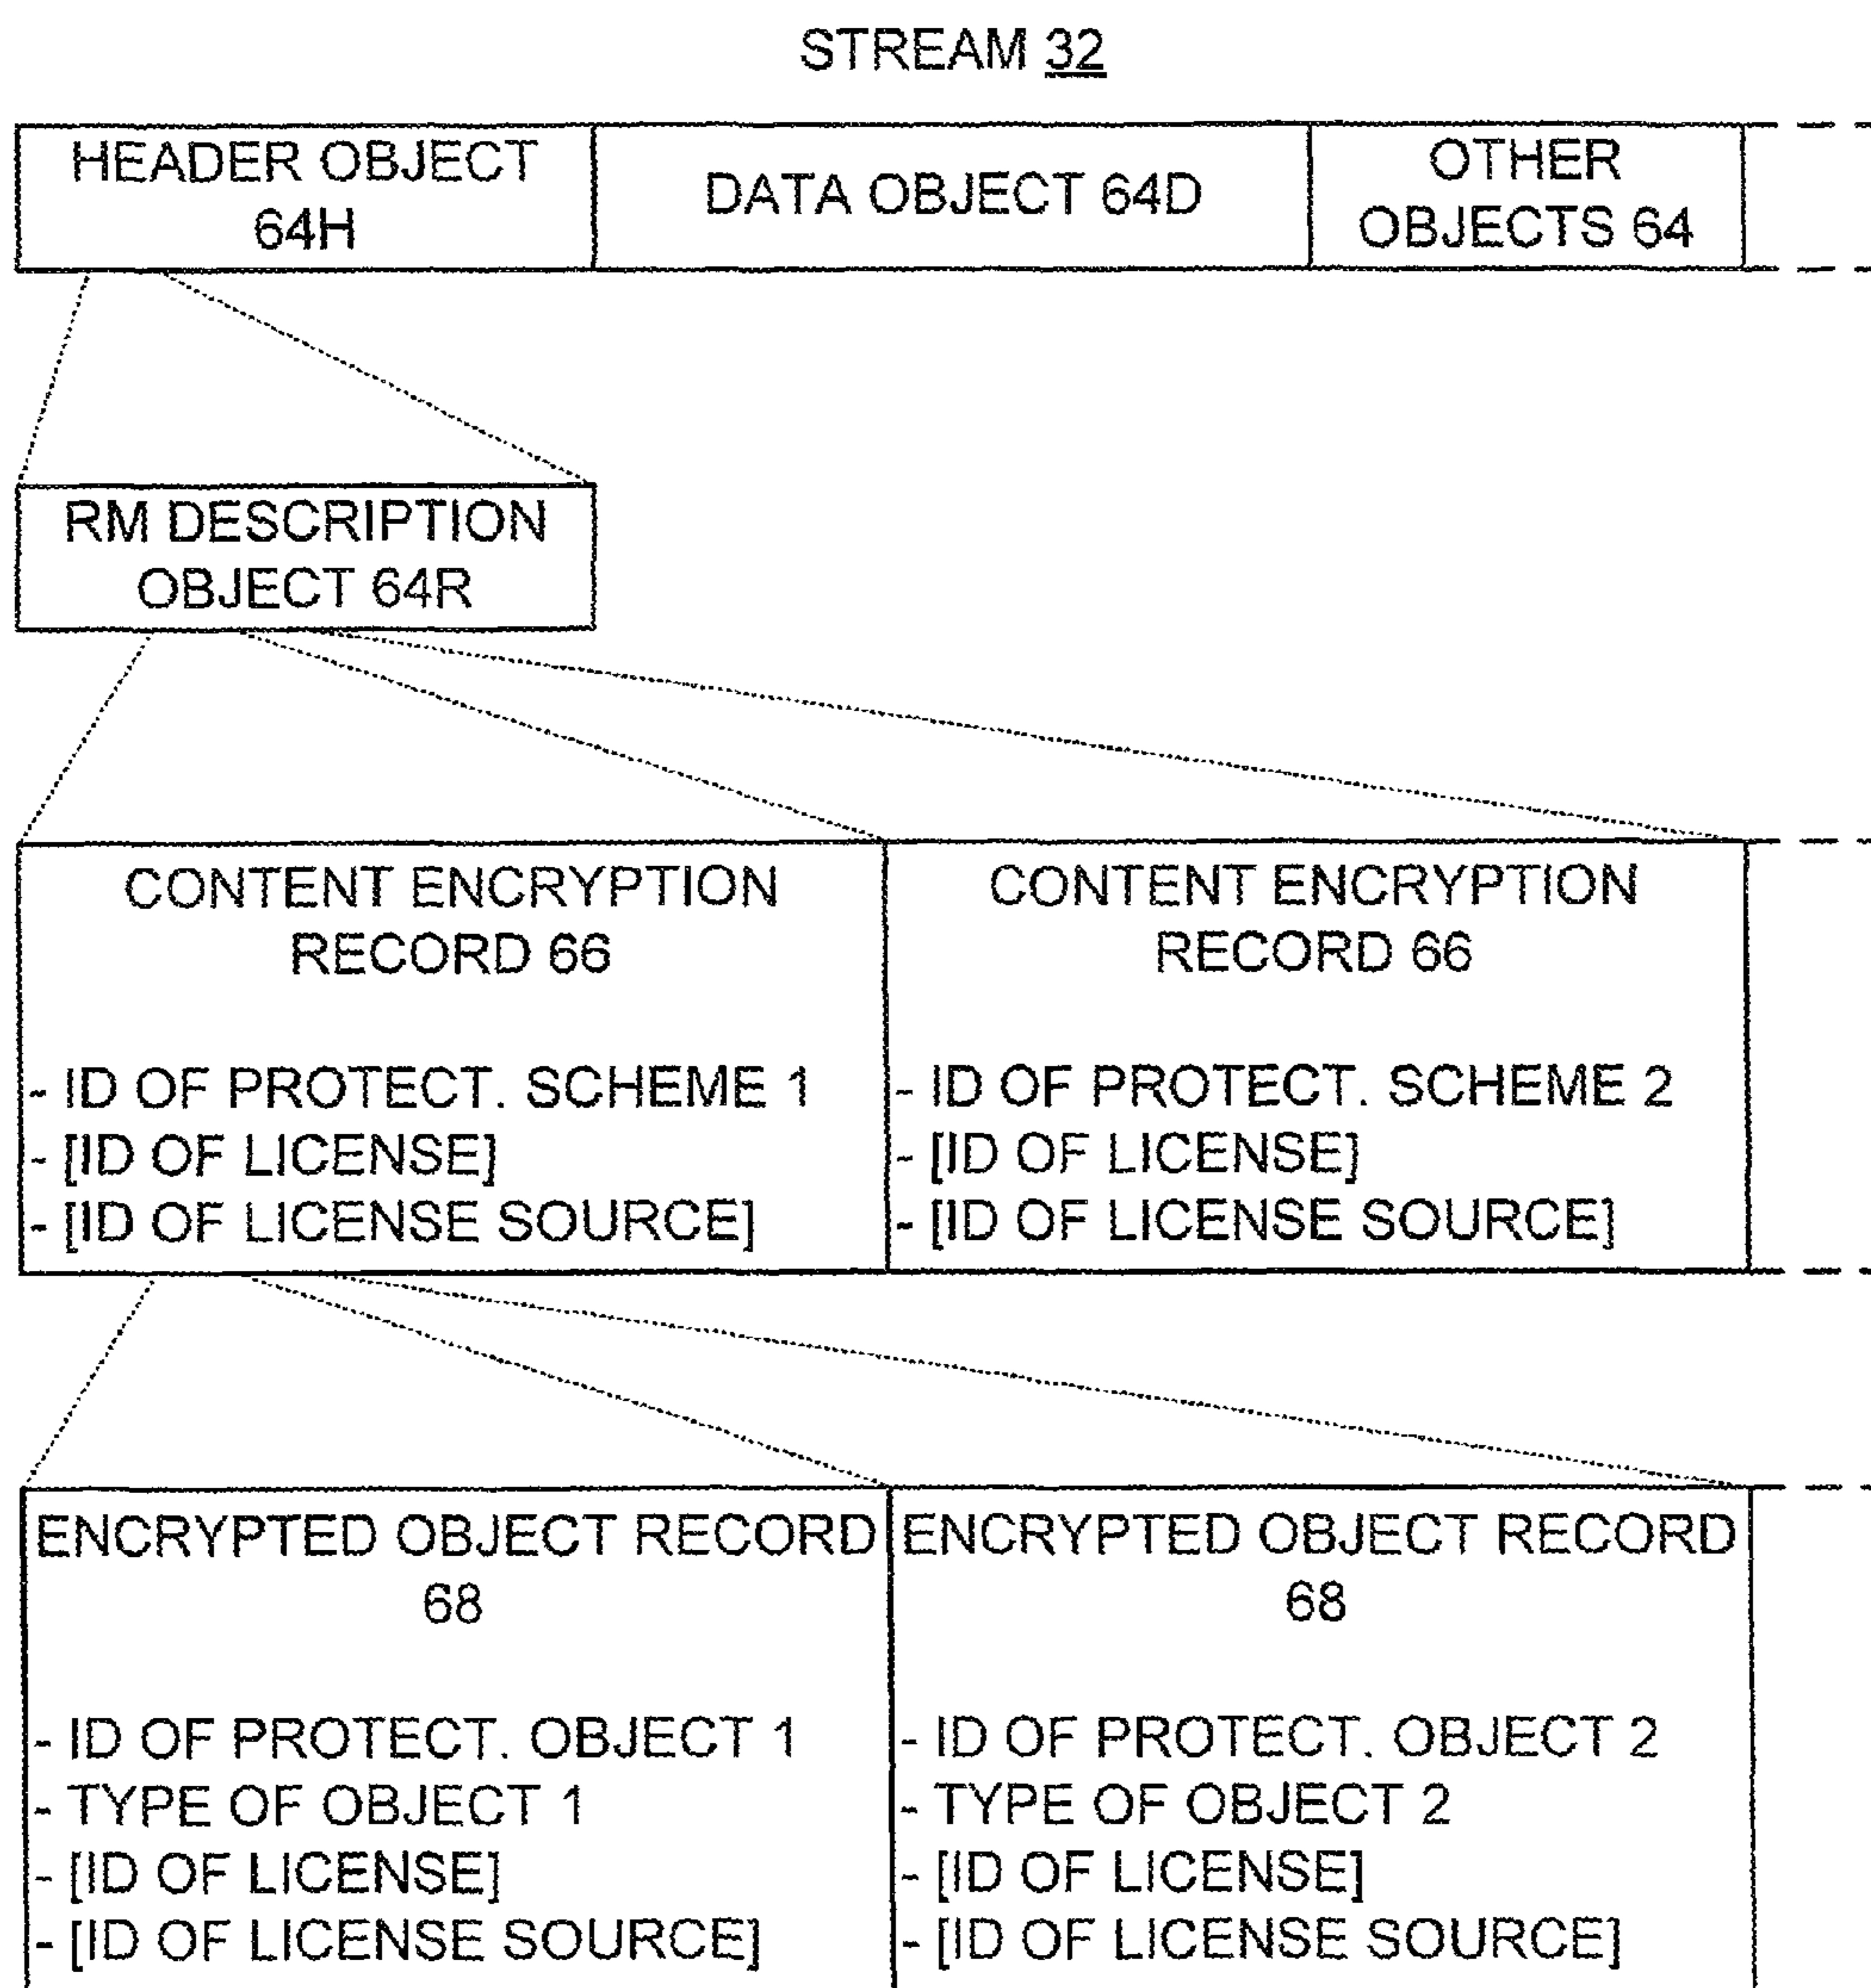 STREAM 32
HEADER OBJECT
64H
DATA OBJECT 64D
OTHER
OBJECTS 64
RM DESCRIPTION
OBJECT 64R
CONTENT ENCRYPTION
RECORD 66
- ID OF PROTECT. SCHEME 1
- [ID OF LICENSE]
- [ID OF LICENSE SOURCE]
CONTENT ENCRYPTION
RECORD 66
- ID OF PROTECT. SCHEME 2
- [ID OF LICENSE]
- [ID OF LICENSE SOURCE]
ENCRYPTED OBJECT RECORD
68
- ID OF PROTECT. OBJECT 1
- TYPE OF OBJECT 1
- [ID OF LICENSE]
- [ID OF LICENSE SOURCE]
ENCRYPTED OBJECT RECORD
68
- ID OF PROTECT. OBJECT 2
- TYPE OF OBJECT 2
- [ID OF LICENSE]
- [ID OF LICENSE SOURCE]